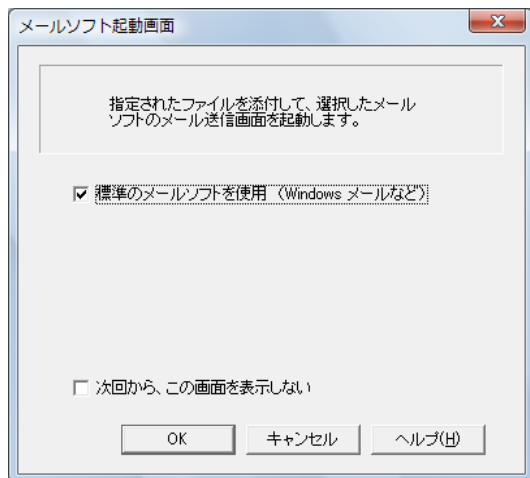 メールソフト起動画面
指定されたファイルを添付して、選択したメール
ソフトのメール送信画面を起動します。
標準のメールソフトを使用 (Windows メールなど)
次回から、この画面を表示しない
OK
キャンセル
ヘルプ(H)